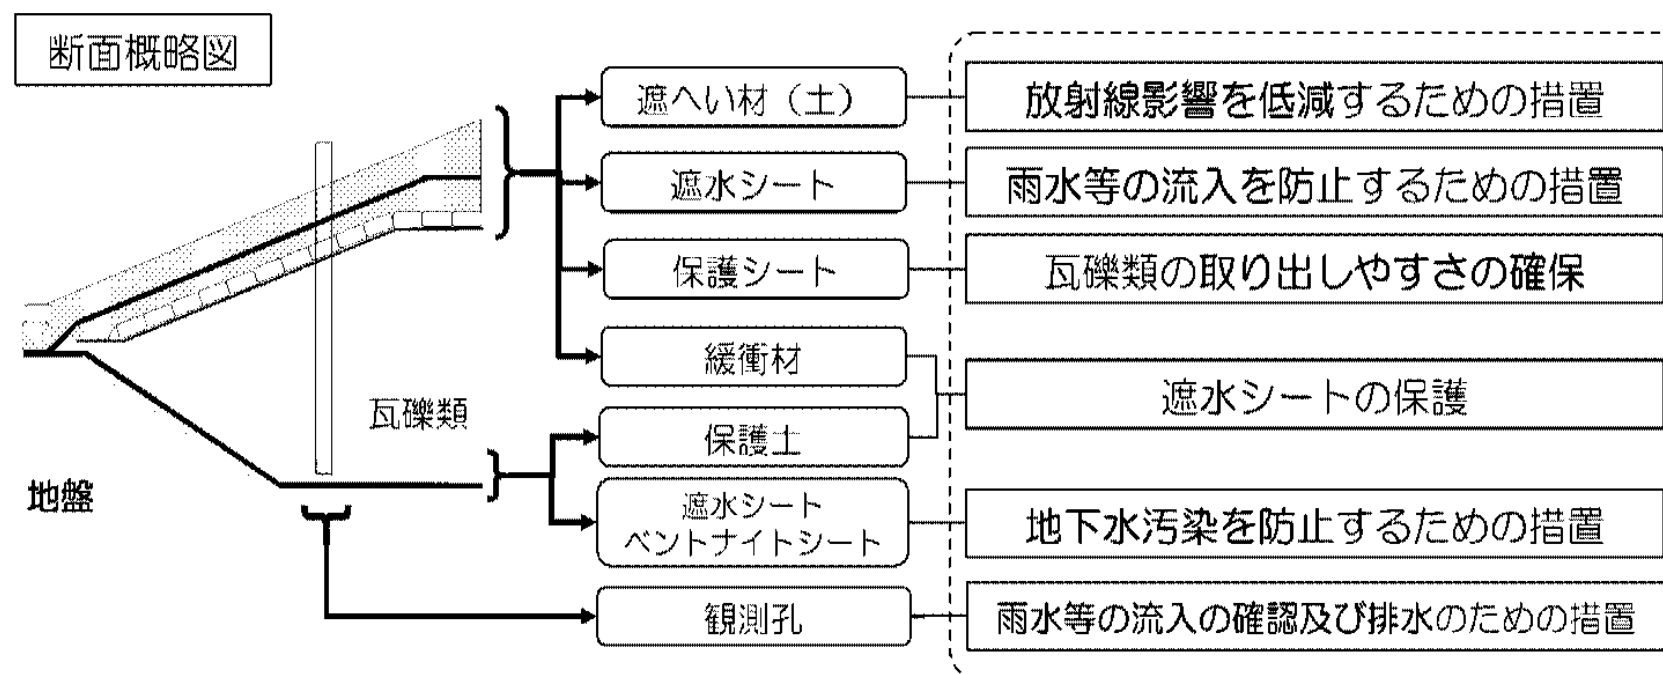 断面概略図
遮へい材（土）
放射線影響を低減するための措置
遮水シート
雨水等の流入を防止するための措置
保護シート
瓦礫類の取り出しやすさの確保
緩衝材
遮水シートの保護
瓦礫類
保護土
地盤
遮水シート
ベントナイトシート
地下水汚染を防止するための措置
観測孔
雨水等の流入の確認及び排水のための措置